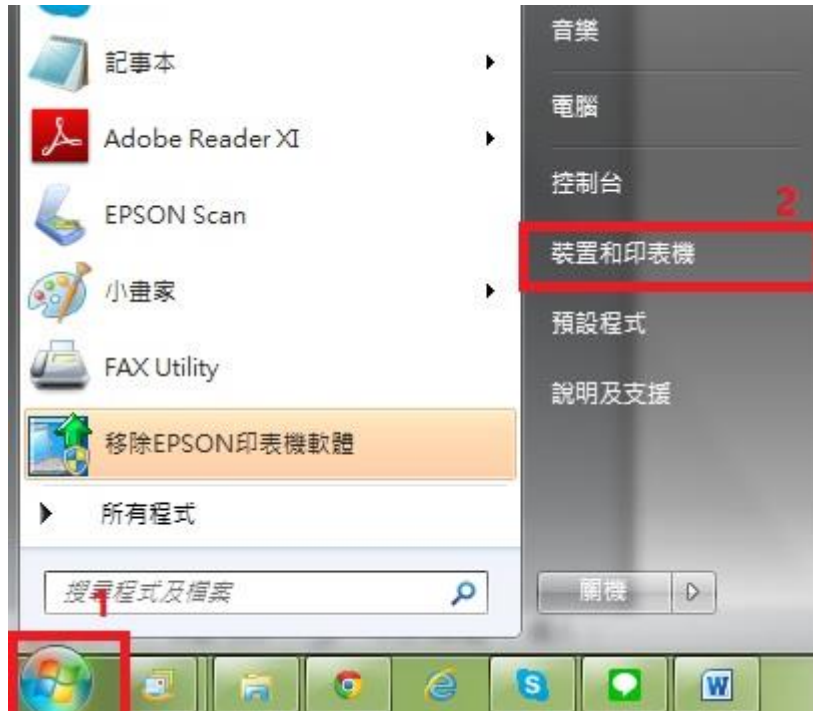 記事本
Adobe Reader XI
EPSON Scan
小畫家
FAX Utility
移除EPSON印表機軟體
所有程式
搜尋程式及檔案
1
音樂
電腦
控制台
2
裝置和印表機
預設程式
說明及支援
關機
S
W